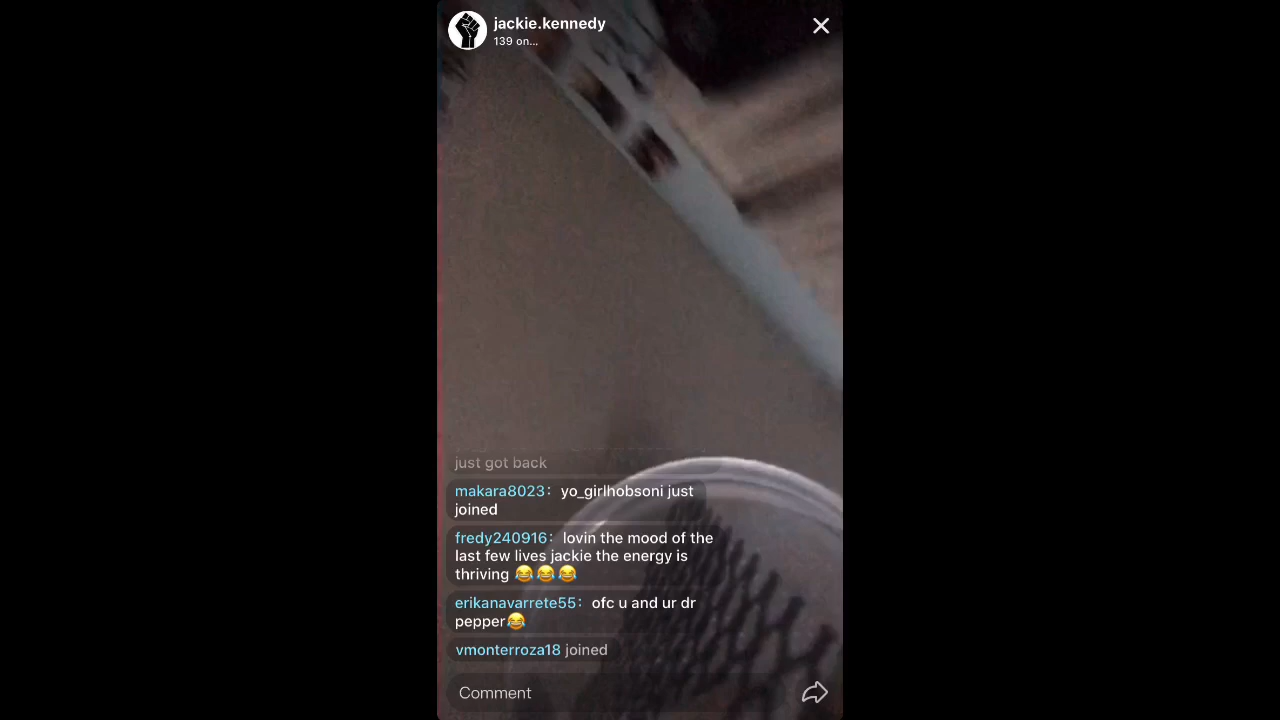 jackie.kennedy
139 on...
just got back
makara8023: yo_girlhobsoni just
joined
fredy240916: lovin the mood of the
last few lives jackie the energy is
thriving 😂😂😂
erikanavarrete55: ofc u and ur dr
pepper😂
vmonterroza18 joined
Comment